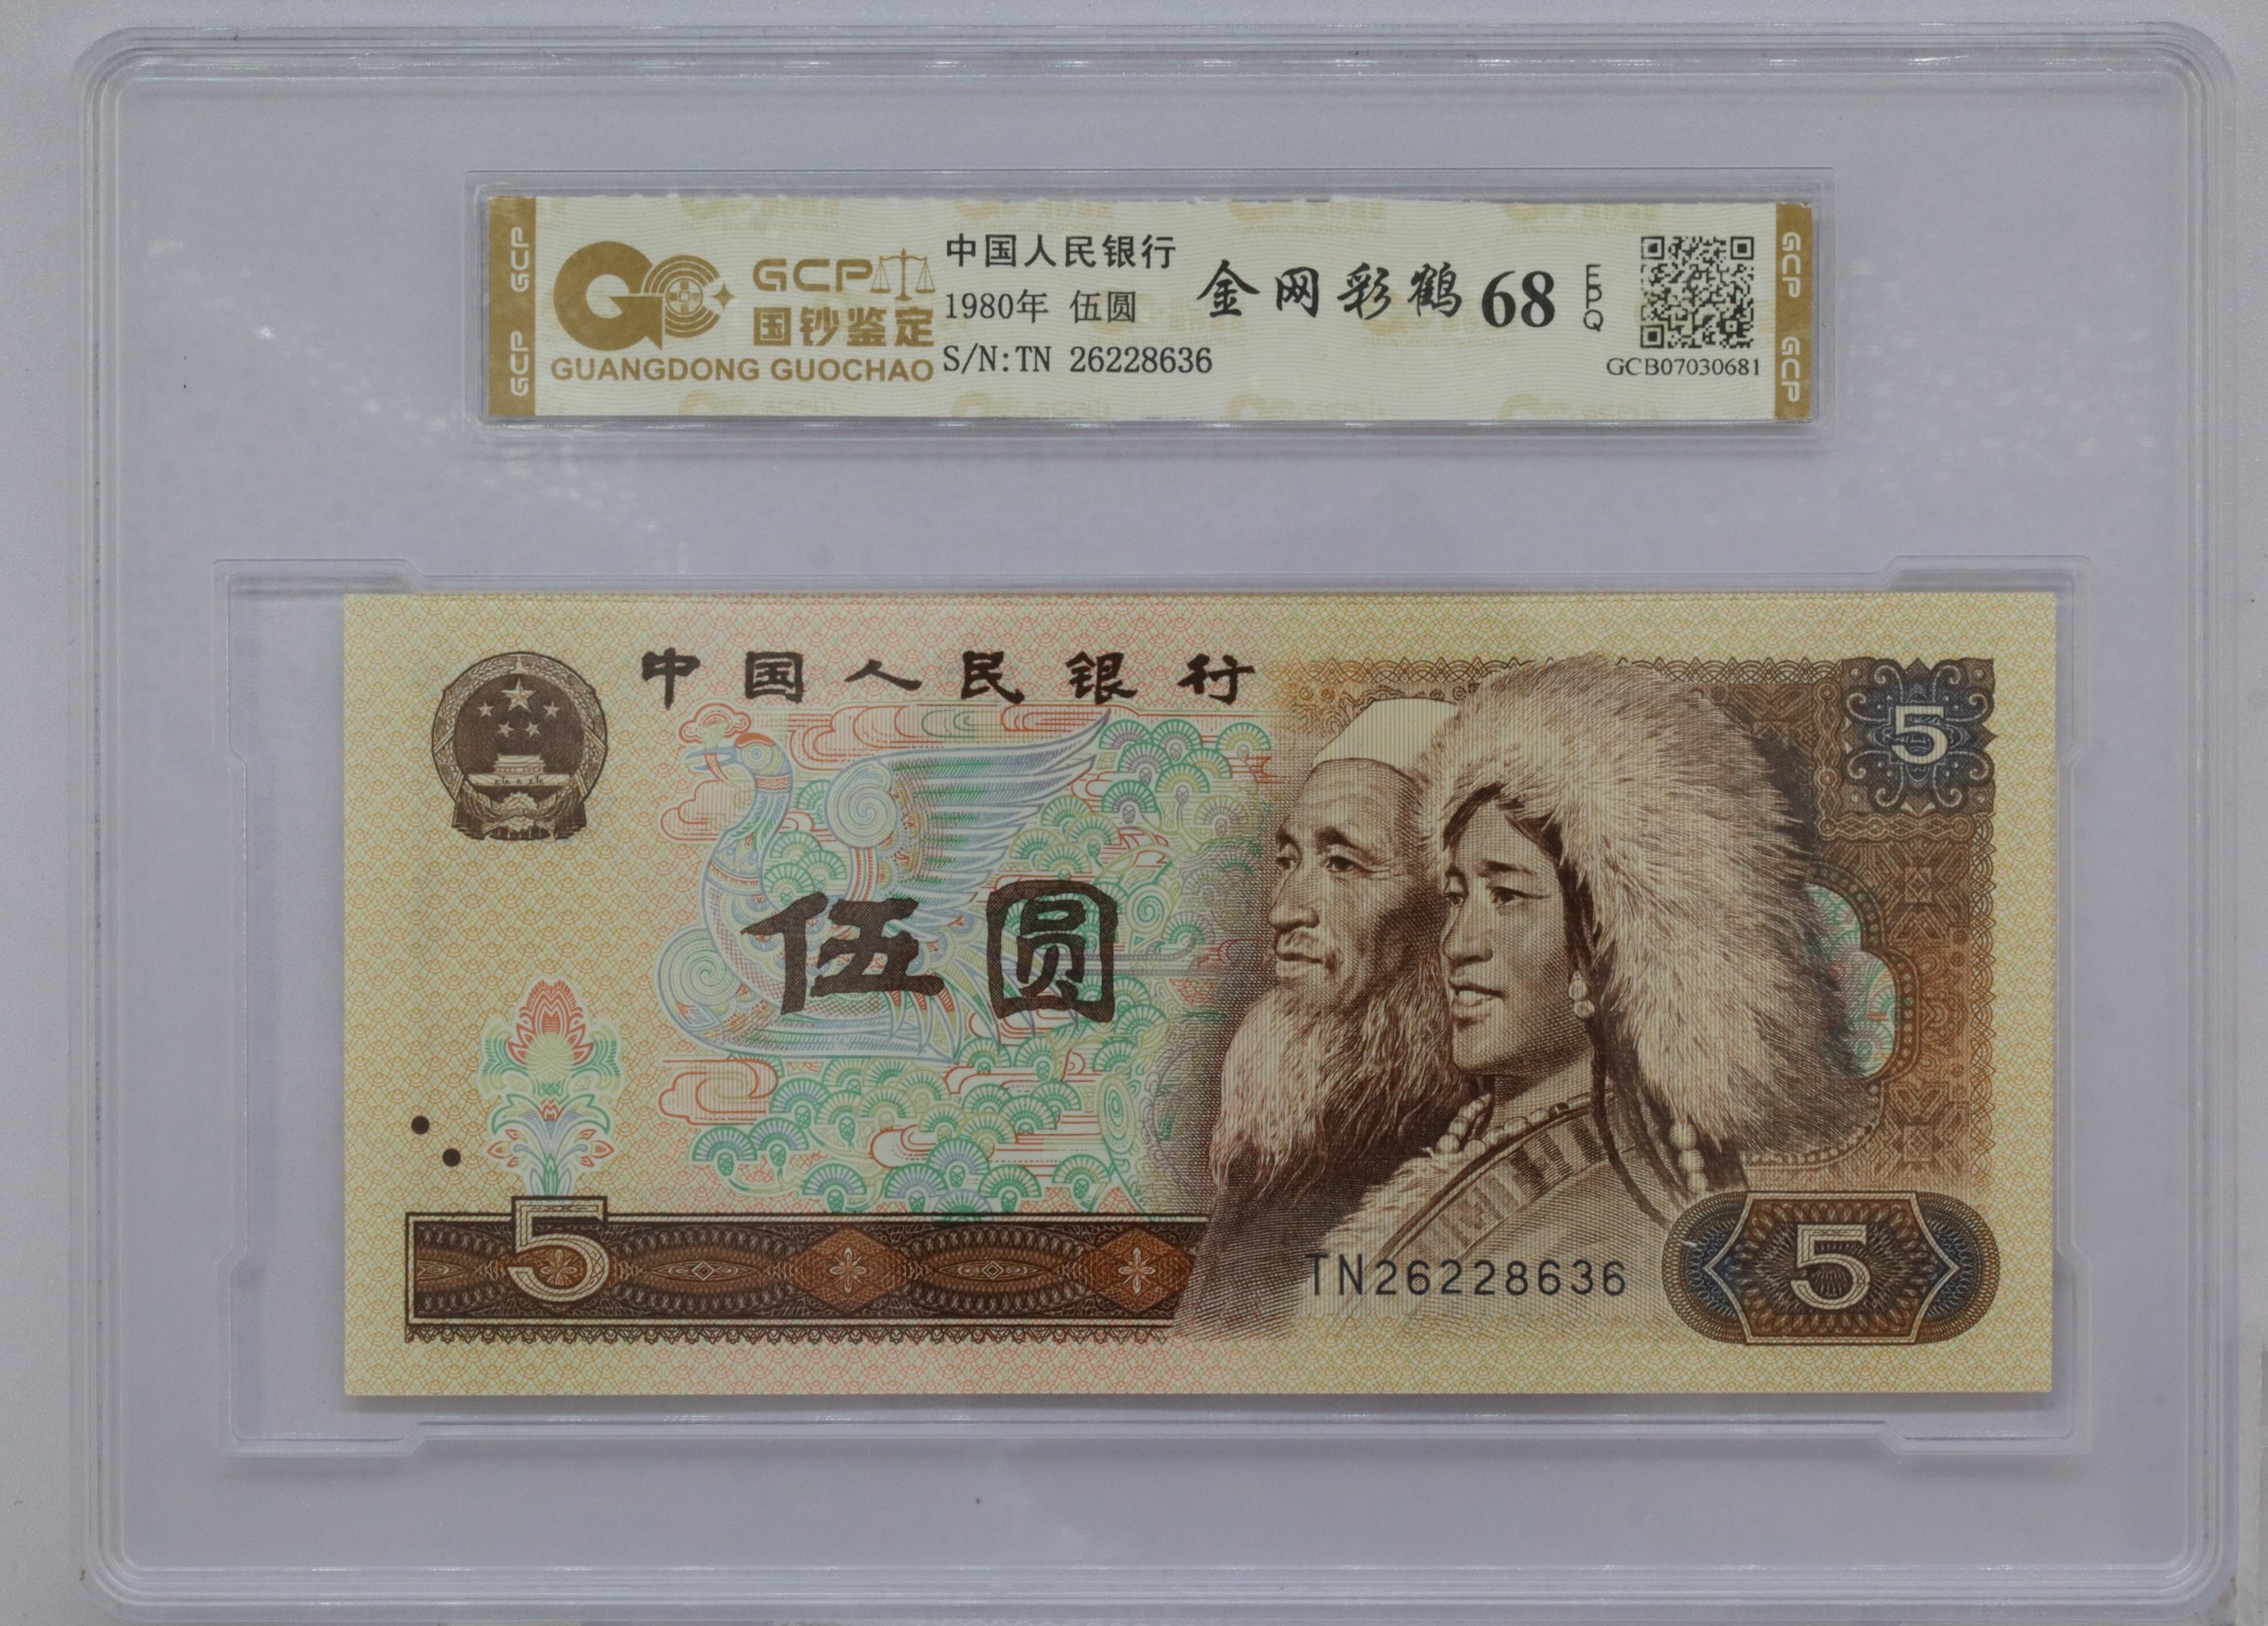 GCP GCP
GCP
国钞鉴定
GUANGDONG GUOCHAO
中国人民银行
1980年 伍圆
S/N:TN 26228636
金网彩鹤 68
EPQ
GCB07030681
GCP GCP
中国人民银行
5
伍圆
5
TN26228636
5